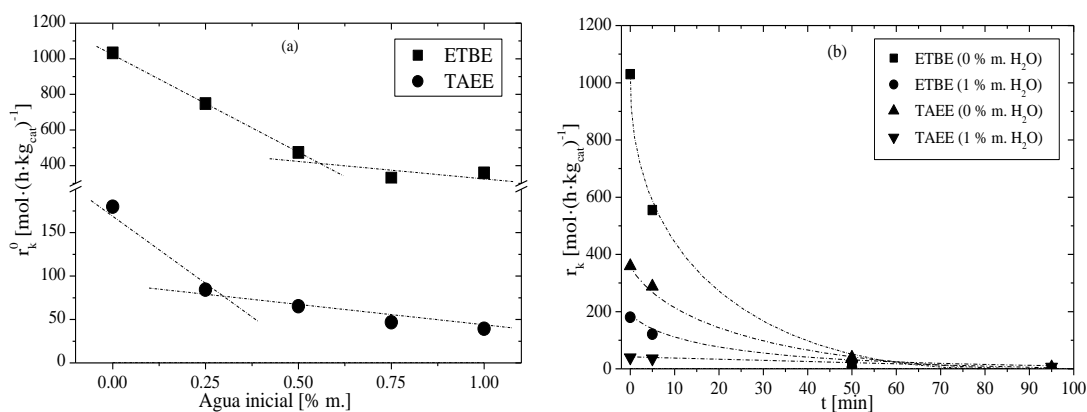 (a)
ETBE
TAEE
1200
1000
800
600
400
150
100
50
0
r_k^0 [mol·(h·kg_cat)^-1]
0.00 0.25 0.50 0.75 1.00
Agua inicial [% m.]
(b)
ETBE (0 % m. H2O)
ETBE (1 % m. H2O)
TAEE (0 % m. H2O)
TAEE (1 % m. H2O)
1200
1000
800
600
400
200
0
r_k [mol·(h·kg_cat)^-1]
0 10 20 30 40 50 60 70 80 90 100
t [min]